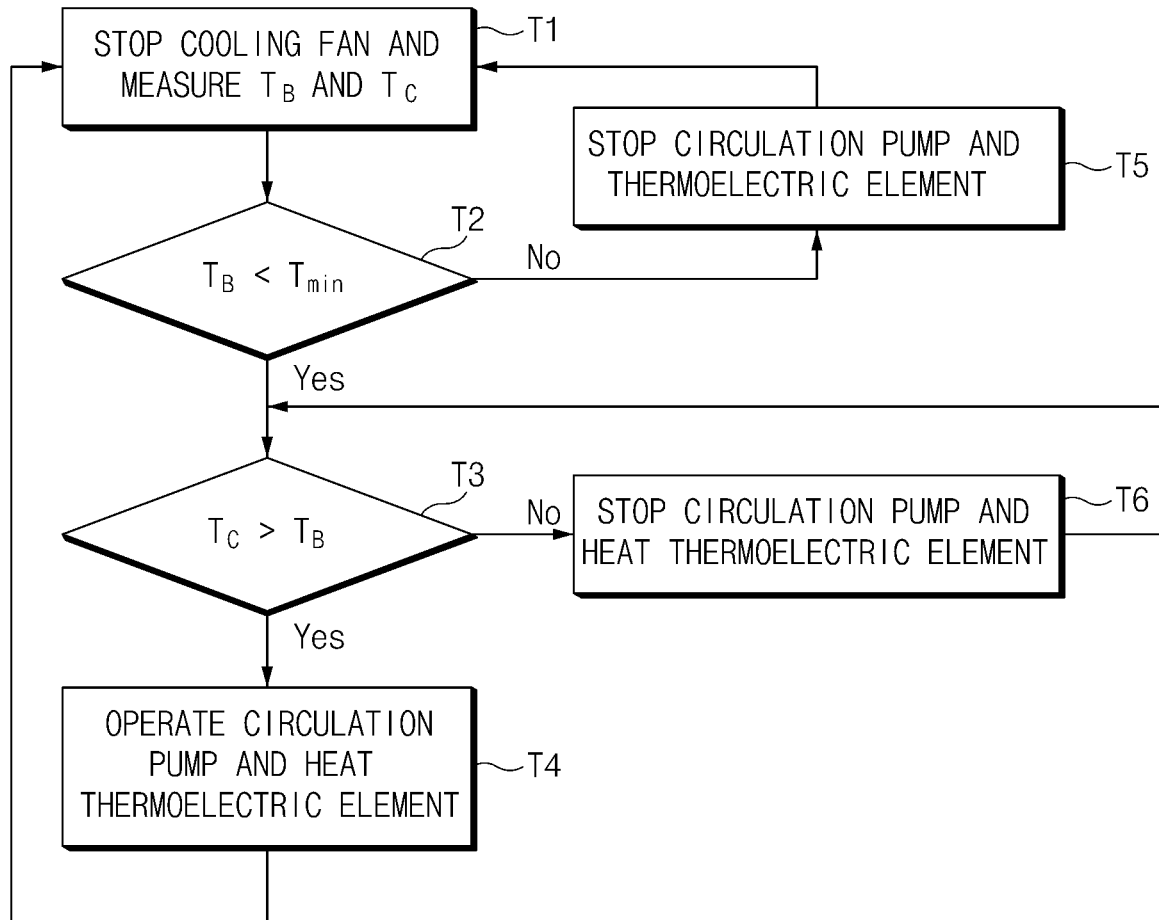 STOP COOLING FAN AND
MEASURE T_B AND T_C
T1
STOP CIRCULATION PUMP AND
THERMOELECTRIC ELEMENT
T5
T_B < T_min
T2
No
Yes
T_C > T_B
T3
No
STOP CIRCULATION PUMP AND
HEAT THERMOELECTRIC ELEMENT
T6
Yes
OPERATE CIRCULATION
PUMP AND HEAT
THERMOELECTRIC ELEMENT
T4